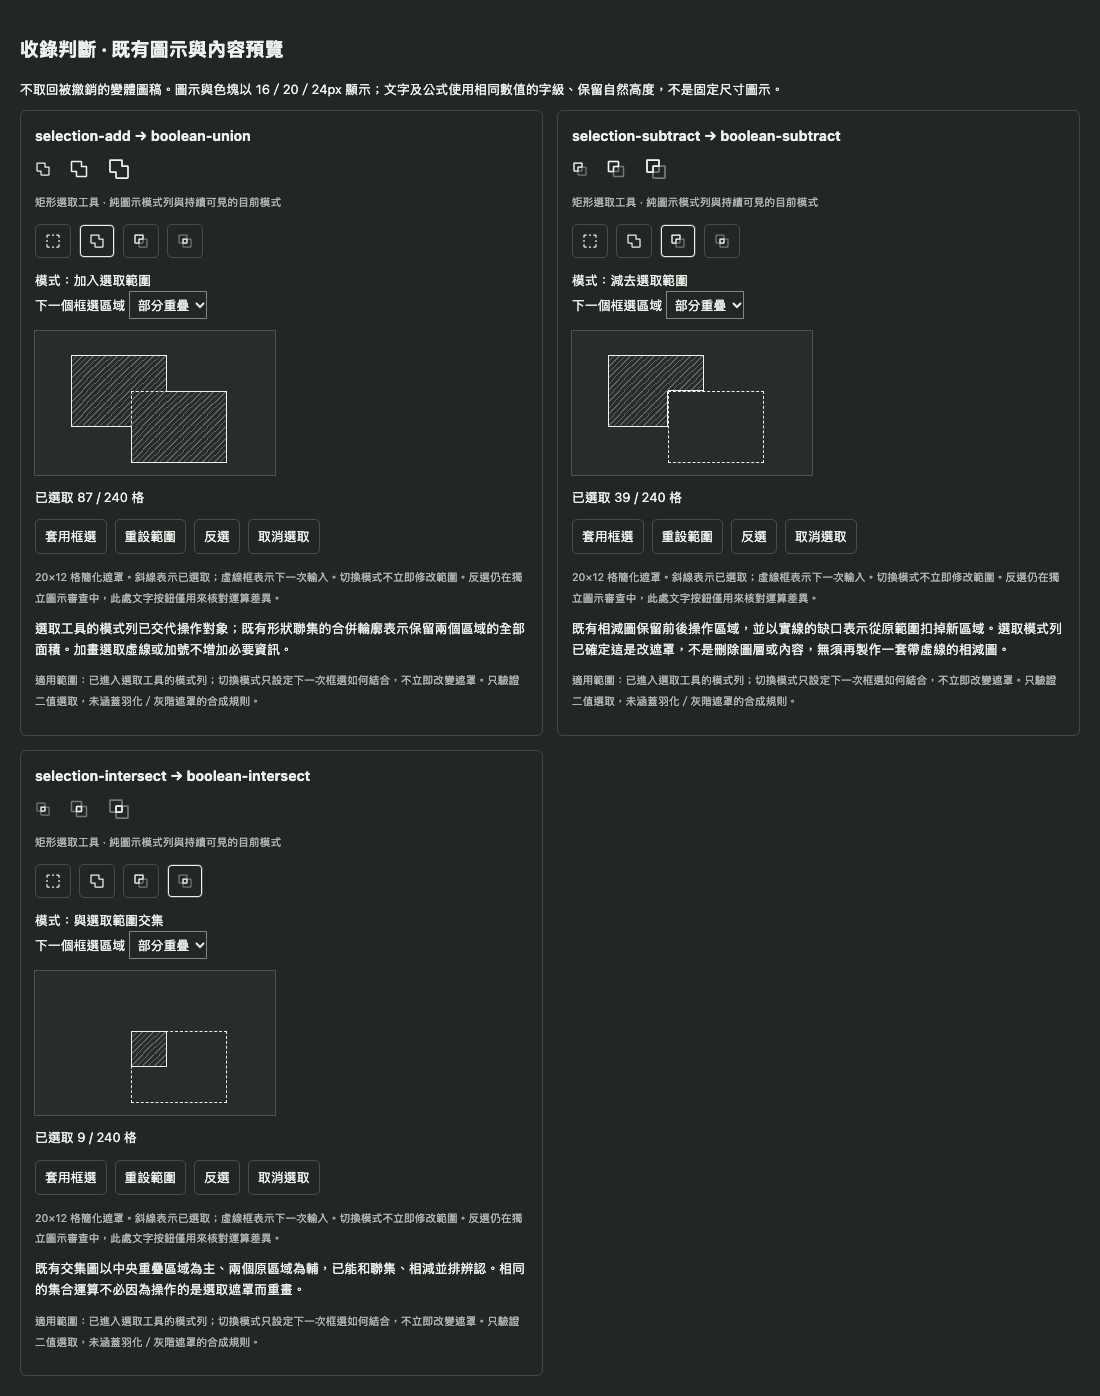 收錄判斷 · 既有圖示與內容預覽
不取回被撤銷的變體圖稿。圖示與色塊以 16 / 20 / 24px 顯示；文字及公式使用相同數值的字級、保留自然高度，不是固定尺寸圖示。
selection-add → boolean-union
矩形選取工具 · 純圖示模式列與持續可見的目前模式
模式：加入選取範圍
下一個框選區域 部分重疊
已選取 87 / 240 格
套用框選 重設範圍 反選 取消選取
20×12 格簡化遮罩。斜線表示已選取；虛線框表示下一次輸入。切換模式不立即修改範圍。反選仍在獨
立圖示審查中，此處文字按鈕僅用來核對運算差異。
選取工具的模式列已交代操作對象；既有形狀聯集的合併輪廓表示保留兩個區域的全部
面積。加畫選取虛線或加號不增加必要資訊。
適用範圍：已進入選取工具的模式列；切換模式只設定下一次框選如何結合，不立即改變遮罩。只驗證
二值選取，未涵蓋羽化 / 灰階遮罩的合成規則。
selection-subtract → boolean-subtract
矩形選取工具 · 純圖示模式列與持續可見的目前模式
模式：減去選取範圍
下一個框選區域 部分重疊
已選取 39 / 240 格
套用框選 重設範圍 反選 取消選取
20×12 格簡化遮罩。斜線表示已選取；虛線框表示下一次輸入。切換模式不立即修改範圍。反選仍在獨
立圖示審查中，此處文字按鈕僅用來核對運算差異。
既有相減圖保留前後操作區域，並以實線的缺口表示從原範圍扣掉新區域。選取模式列
已確定這是改遮罩，不是刪除圖層或內容，無須再製作一套帶虛線的相減圖。
適用範圍：已進入選取工具的模式列；切換模式只設定下一次框選如何結合，不立即改變遮罩。只驗證
二值選取，未涵蓋羽化 / 灰階遮罩的合成規則。
selection-intersect → boolean-intersect
矩形選取工具 · 純圖示模式列與持續可見的目前模式
模式：與選取範圍交集
下一個框選區域 部分重疊
已選取 9 / 240 格
套用框選 重設範圍 反選 取消選取
20×12 格簡化遮罩。斜線表示已選取；虛線框表示下一次輸入。切換模式不立即修改範圍。反選仍在獨
立圖示審查中，此處文字按鈕僅用來核對運算差異。
既有交集圖以中央重疊區域為主、兩個原區域為輔，已能和聯集、相減並排辨認。相同
的集合運算不必因為操作的是選取遮罩而重畫。
適用範圍：已進入選取工具的模式列；切換模式只設定下一次框選如何結合，不立即改變遮罩。只驗證
二值選取，未涵蓋羽化 / 灰階遮罩的合成規則。